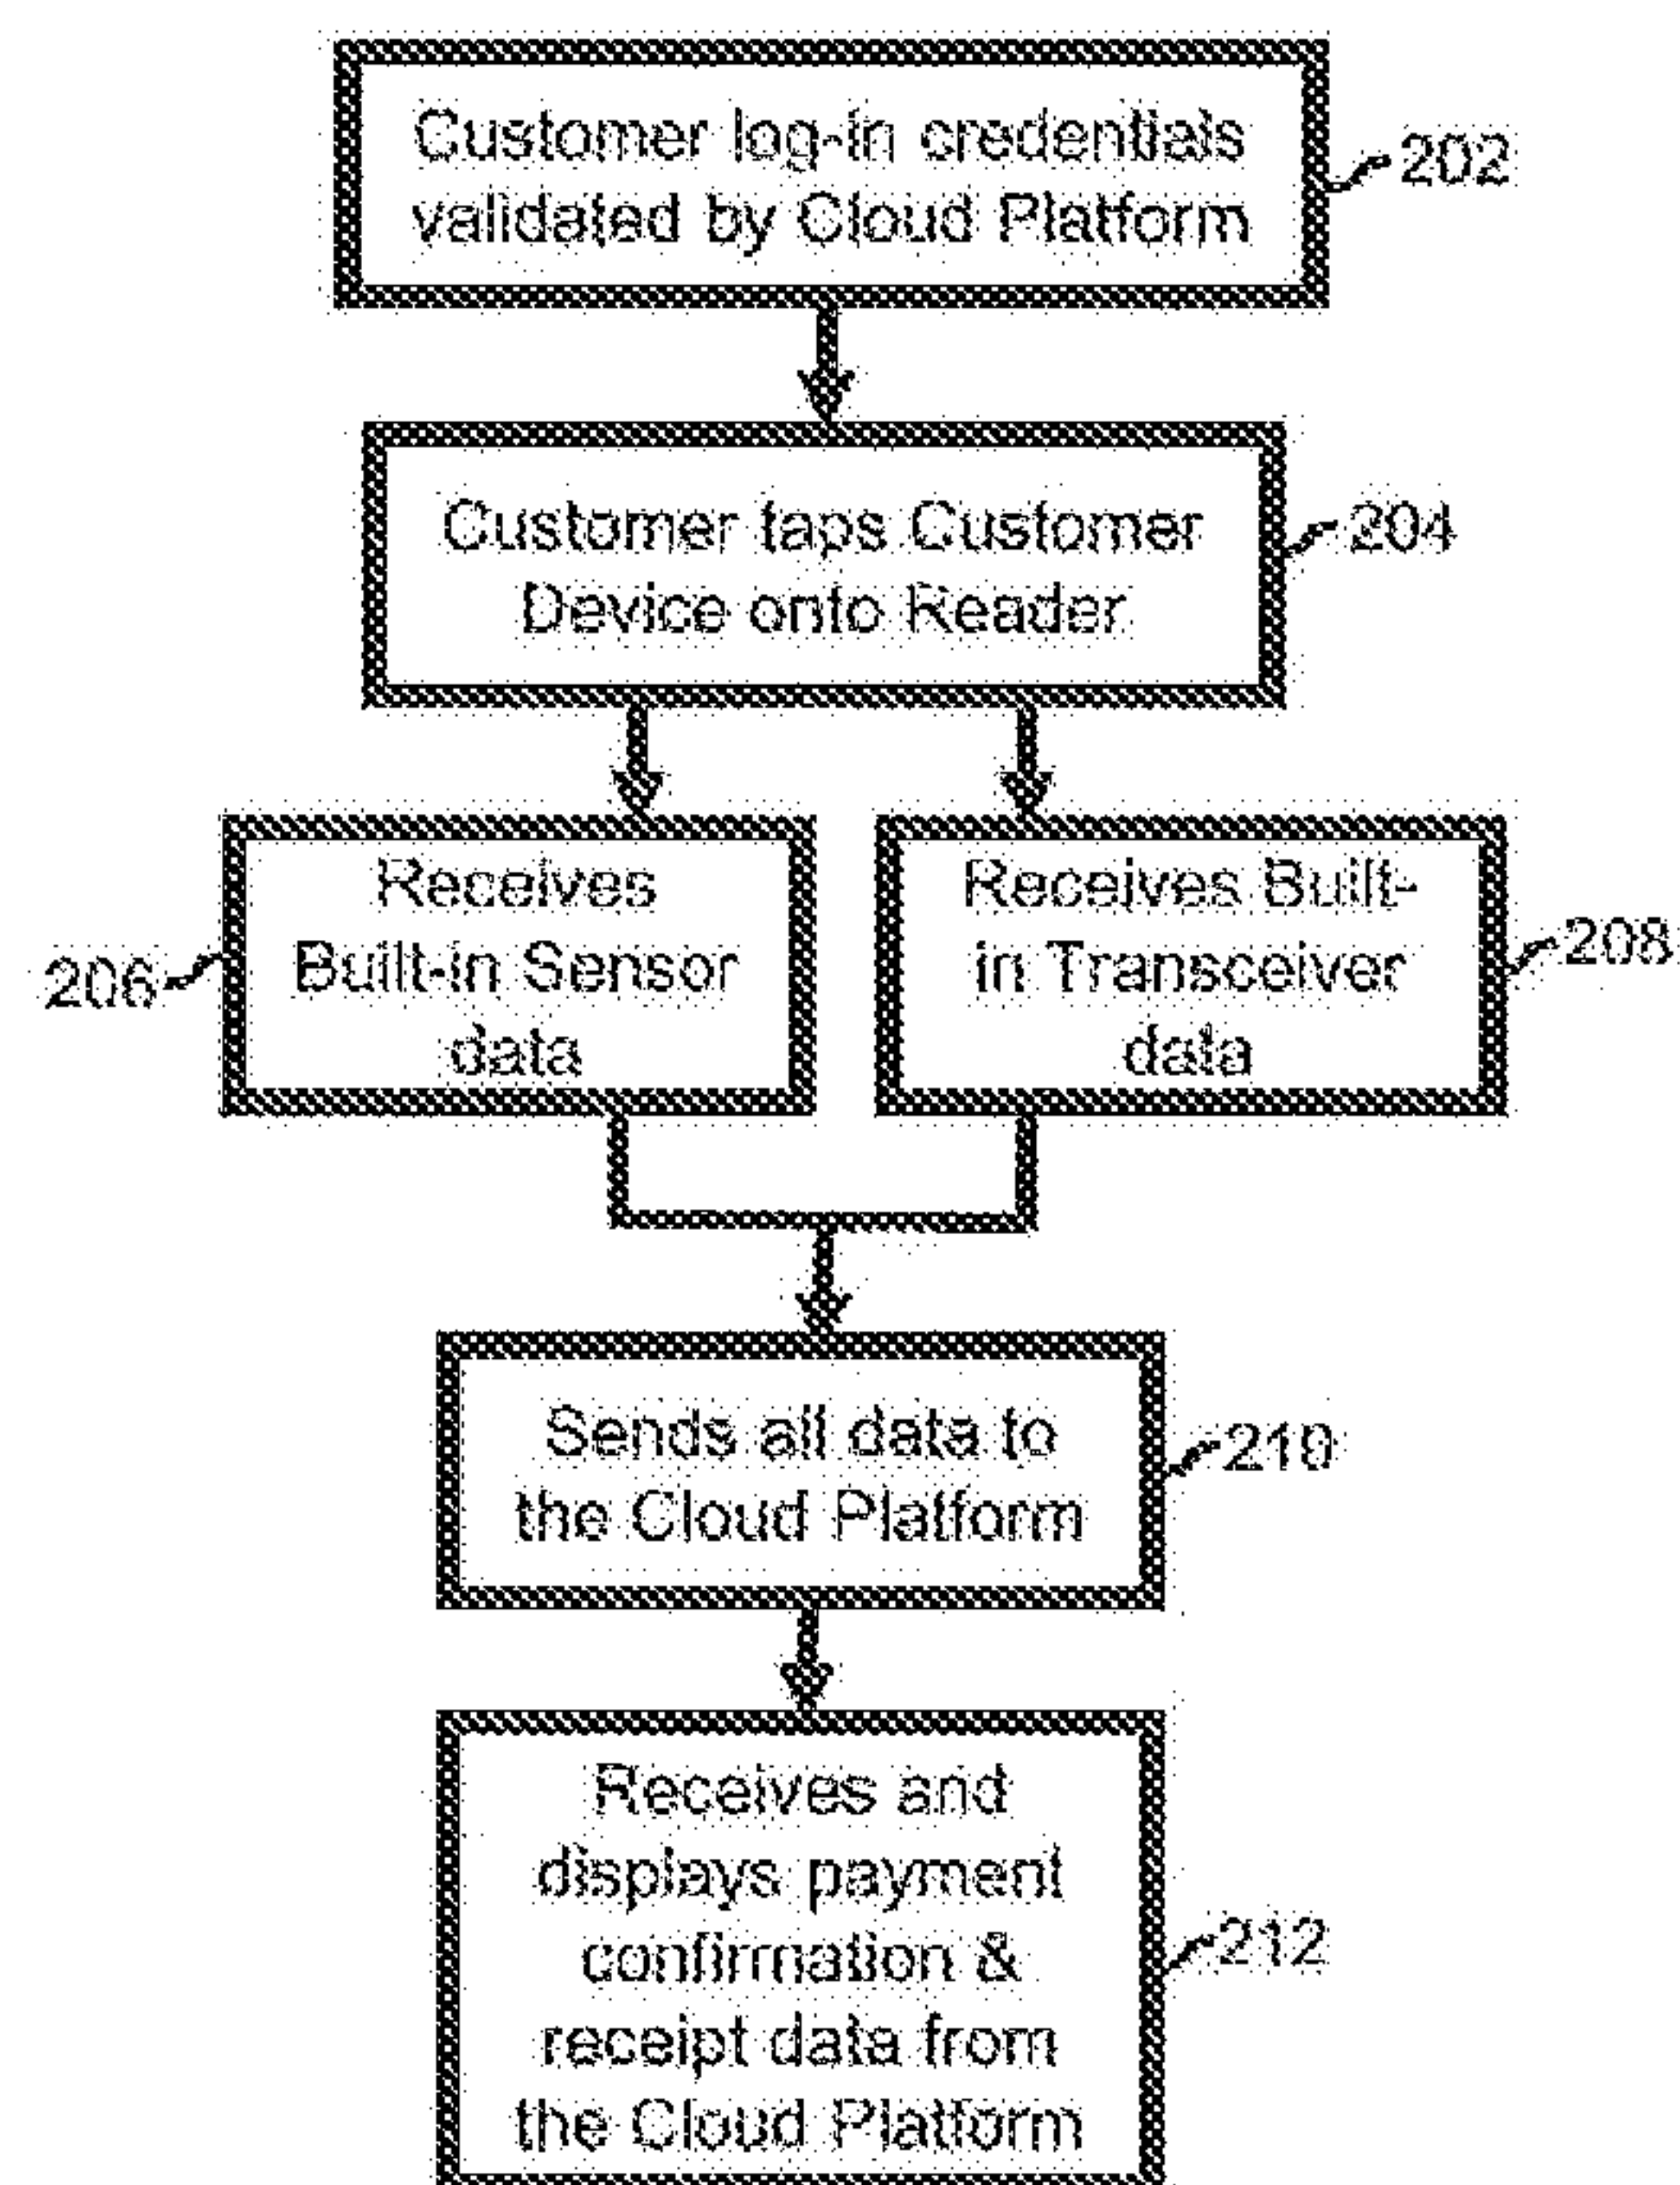 Customer log-in credentials
validated by Cloud Platform
202
Customer taps Customer
Device onto Reader
204
Receives
Built-in Sensor
data
206
Receives Built-
in Transceiver
data
208
Sends all data to
the Cloud Platform
210
Receives and
displays payment
confirmation &
receipt data from
the Cloud Platform
212